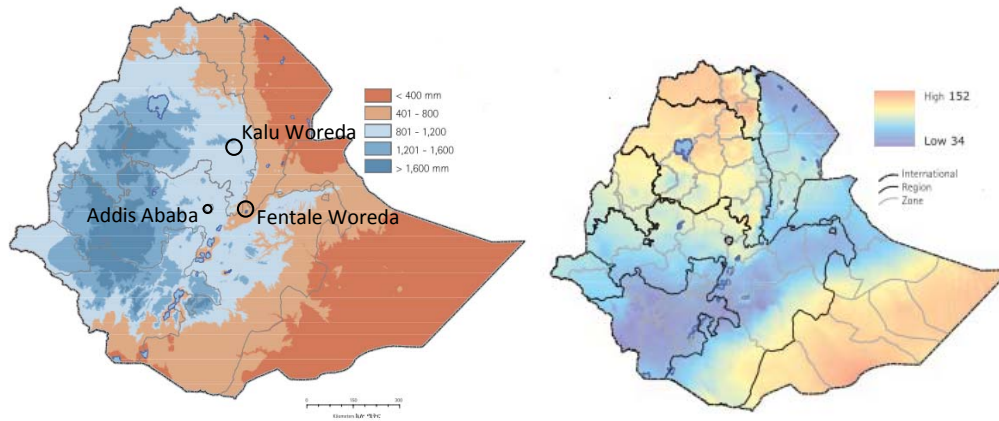 < 400 mm
401 - 800
801 - 1,200
1,201 - 1,600
> 1,600 mm
Kalu Woreda
Addis Ababa
Fentale Woreda
High 152
Low 34
International
Region
Zone